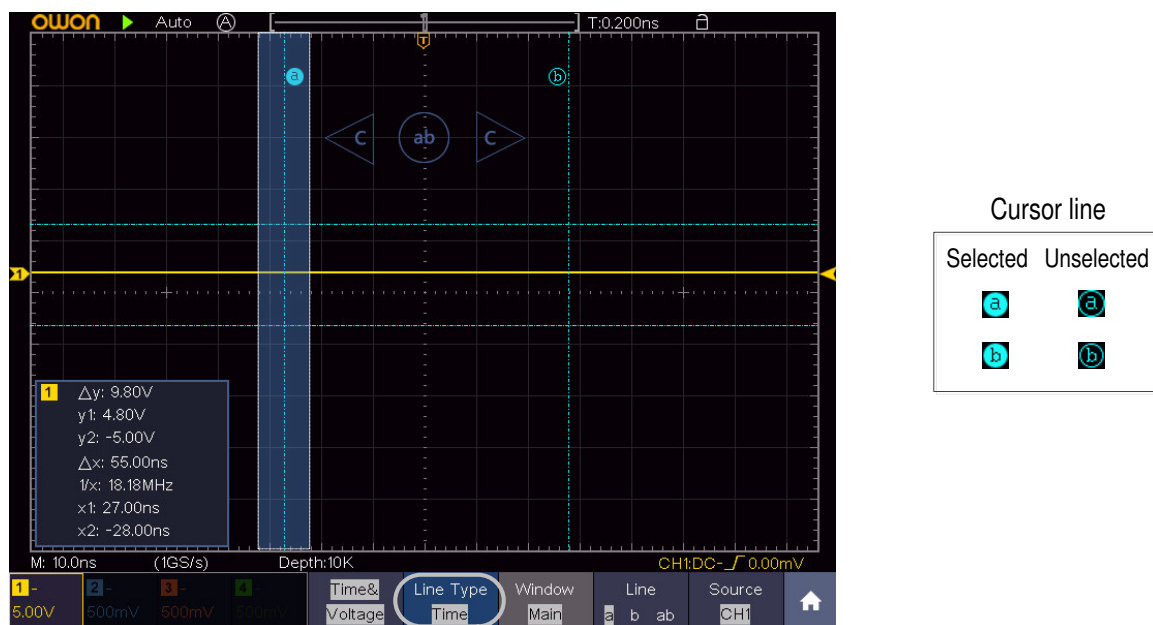 OWON Auto A T:0.200ns
T
a b
C ab C
Cursor line
Selected Unselected
a a
b b
1
1 △y: 9.80V
y1: 4.80V
y2: -5.00V
△x: 55.00ns
1/x: 18.18MHz
x1: 27.00ns
x2: -28.00ns
M: 10.0ns (1GS/s) Depth:10K CH1:DC- 0.00mV
1 - 2 - 3 - 4 - Time& Line Type Window Line Source
5.00V 500mV 500mV 500mV Voltage Time Main a b ab CH1